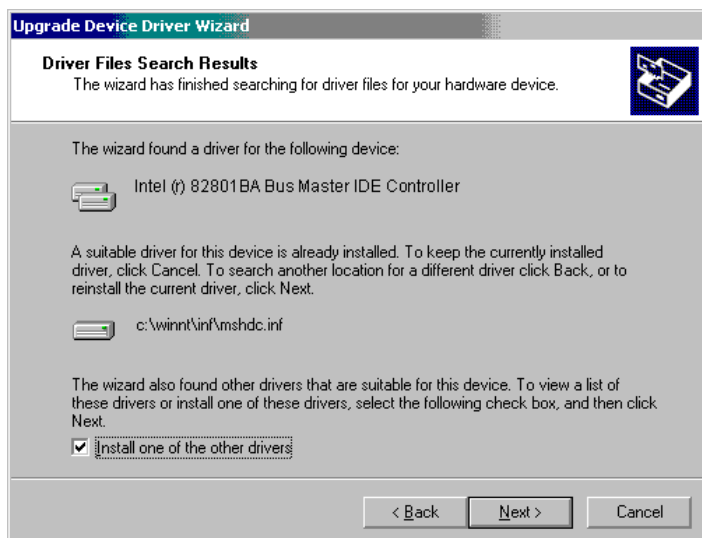 Upgrade Device Driver Wizard
Driver Files Search Results
The wizard has finished searching for driver files for your hardware device.
The wizard found a driver for the following device:
Intel (r) 82801BA Bus Master IDE Controller
A suitable driver for this device is already installed. To keep the currently installed
driver, click Cancel. To search another location for a different driver click Back, or to
reinstall the current driver, click Next.
c:\winnt\inf\mshdc.inf
The wizard also found other drivers that are suitable for this device. To view a list of
these drivers or install one of these drivers, select the following check box, and then click
Next.
Install one of the other drivers
< Back
Next >
Cancel